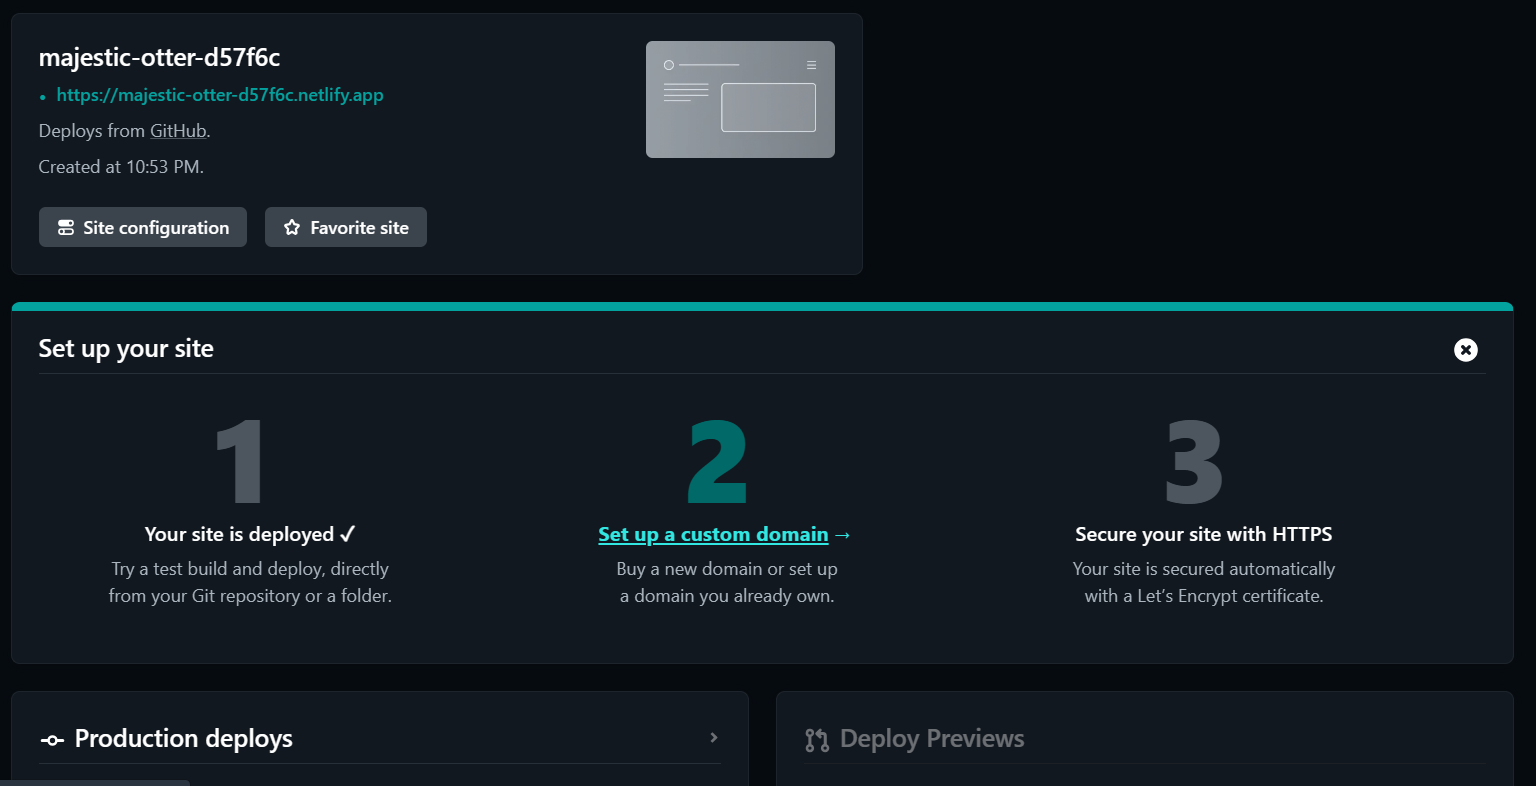 majestic-otter-d57f6c
• https://majestic-otter-d57f6c.netlify.app
Deploys from GitHub.
Created at 10:53 PM.
Site configuration
Favorite site
Set up your site
1
Your site is deployed ✓
Try a test build and deploy, directly
from your Git repository or a folder.
2
Set up a custom domain →
Buy a new domain or set up
a domain you already own.
3
Secure your site with HTTPS
Your site is secured automatically
with a Let’s Encrypt certificate.
Production deploys
Deploy Previews